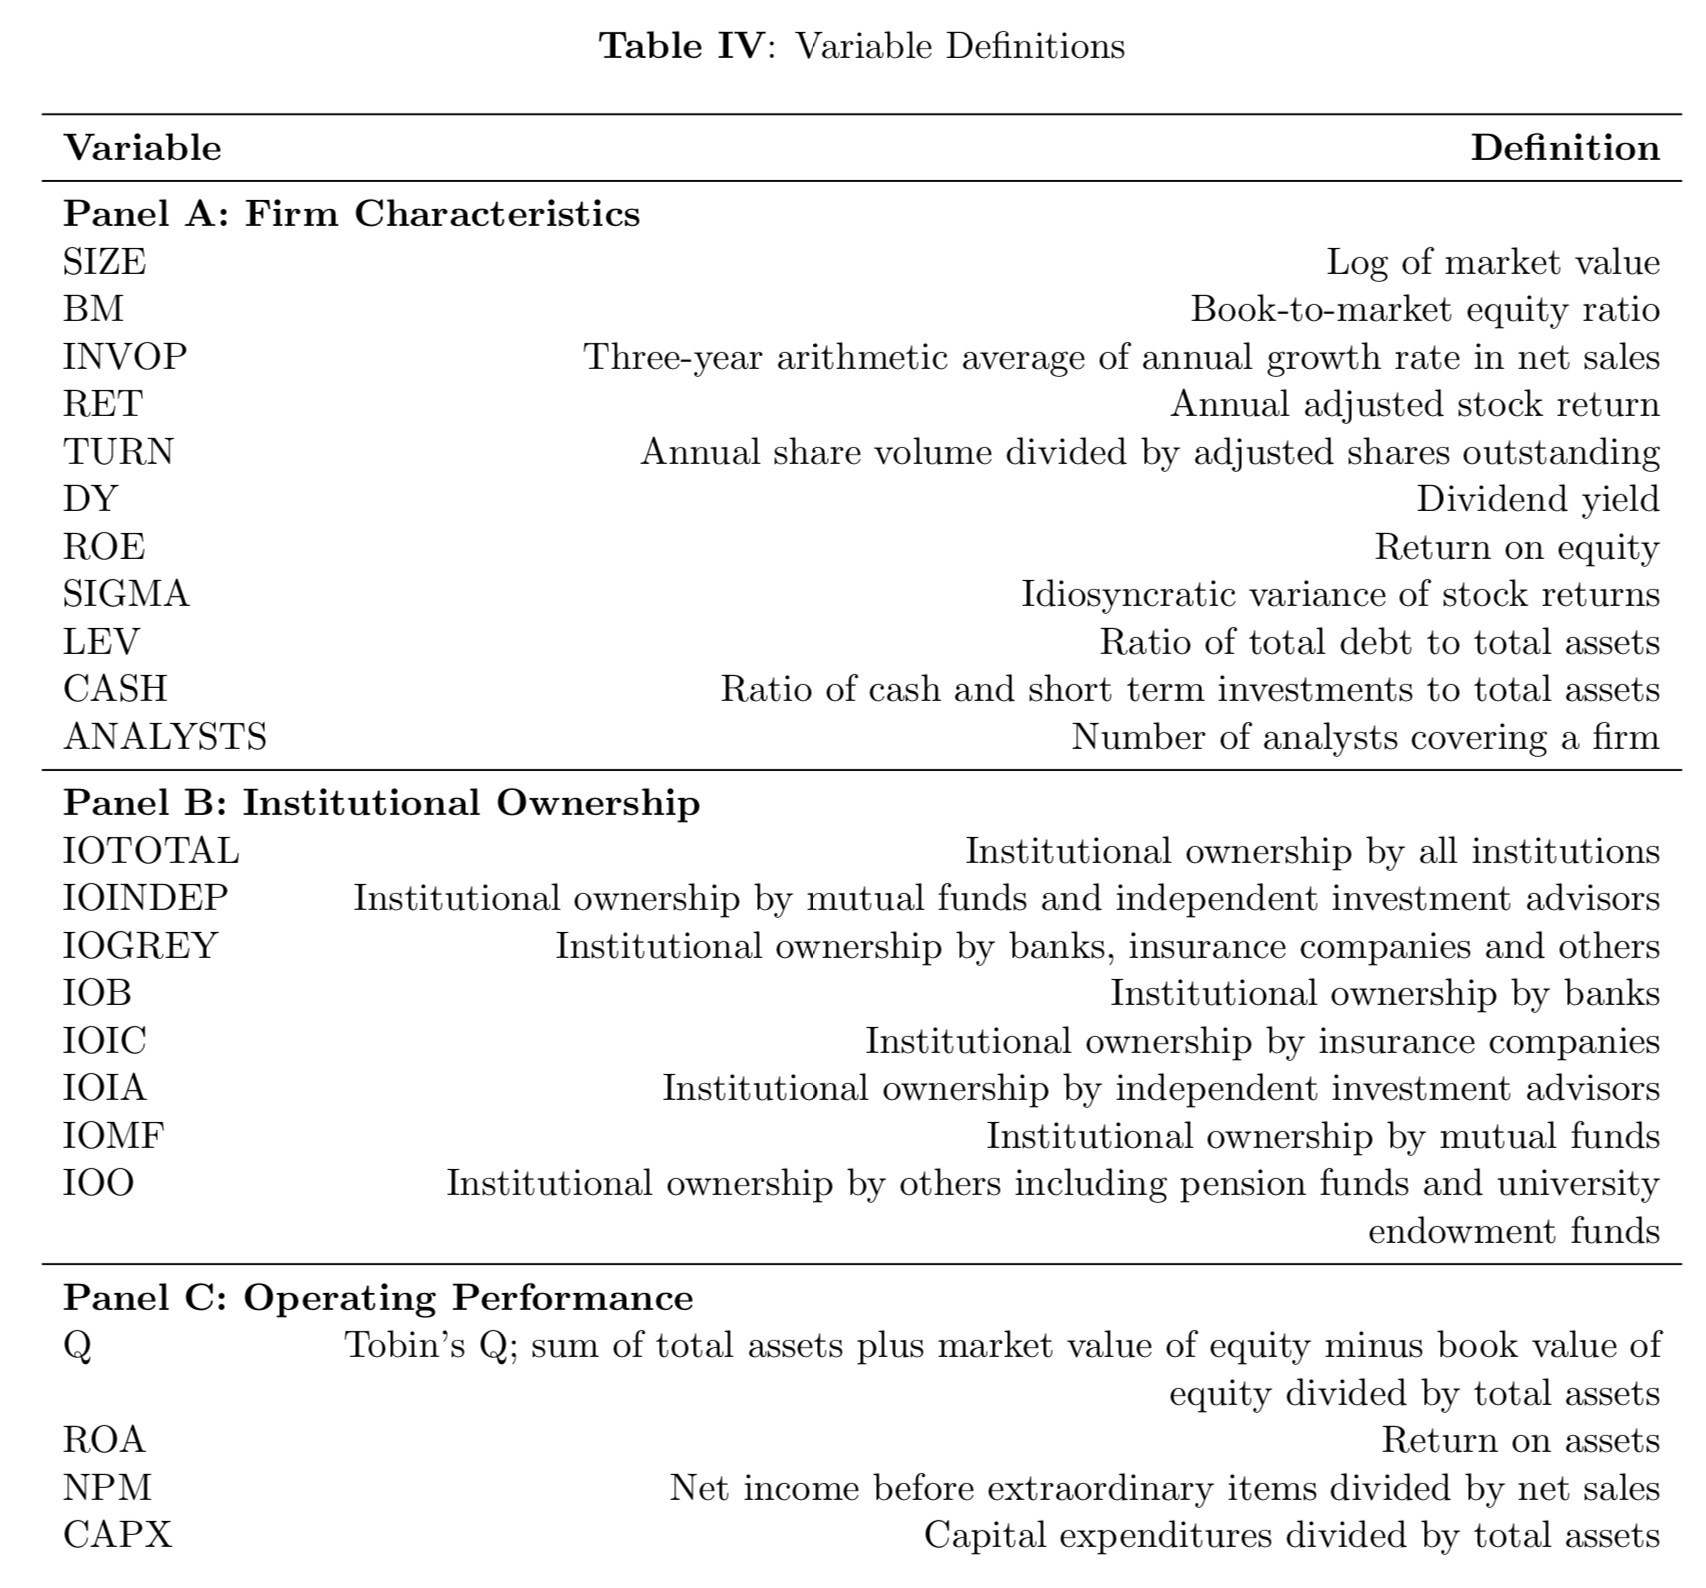 Table IV: Variable Definitions
Variable Definition
Panel A: Firm Characteristics
SIZE Log of market value
BM Book-to-market equity ratio
INVOP Three-year arithmetic average of annual growth rate in net sales
RET Annual adjusted stock return
TURN Annual share volume divided by adjusted shares outstanding
DY Dividend yield
ROE Return on equity
SIGMA Idiosyncratic variance of stock returns
LEV Ratio of total debt to total assets
CASH Ratio of cash and short term investments to total assets
ANALYSTS Number of analysts covering a firm
Panel B: Institutional Ownership
IOTOTAL Institutional ownership by all institutions
IOINDEP Institutional ownership by mutual funds and independent investment advisors
IOGREY Institutional ownership by banks, insurance companies and others
IOB Institutional ownership by banks
IOIC Institutional ownership by insurance companies
IOIA Institutional ownership by independent investment advisors
IOMF Institutional ownership by mutual funds
IOO Institutional ownership by others including pension funds and university
endowment funds
Panel C: Operating Performance
Q Tobin's Q; sum of total assets plus market value of equity minus book value of
equity divided by total assets
ROA Return on assets
NPM Net income before extraordinary items divided by net sales
CAPX Capital expenditures divided by total assets